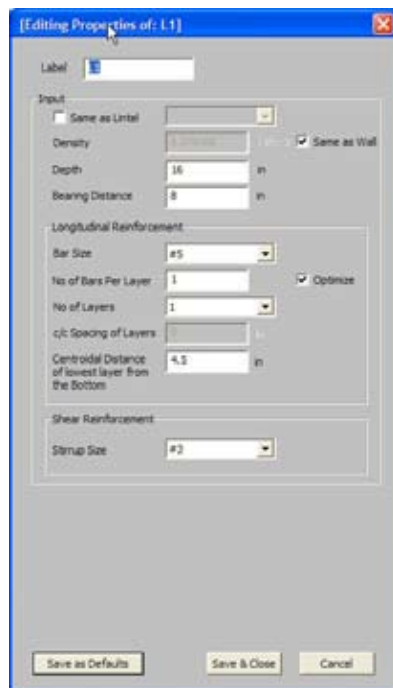 [Editing Properties of: L1]
Label L1
Input
Same as Lintel
Density Same as Wall
Depth 16 in
Bearing Distance 8 in
Longitudinal Reinforcement
Bar Size #5
No of Bars Per Layer 1 Optimize
No of Layers 1
c/c Spacing of Layers in
Centroidal Distance
of lowest layer from
the Bottom
4.5 in
Shear Reinforcement
Stirrup Size #3
Save as Defaults Save & Close Cancel